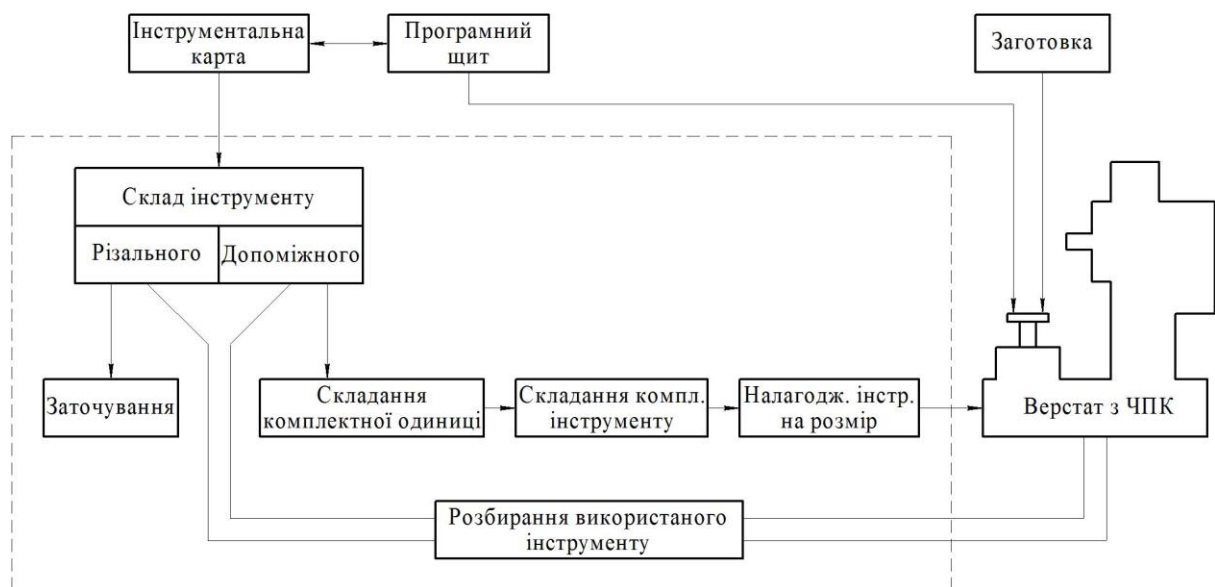 Інструментальна
карта
Програмний
щит
Заготовка
Склад інструменту
Різального
Допоміжного
Заточування
Складання
комплектної одиниці
Складання компл.
інструменту
Налагодж. інстр.
на розмір
Верстат з ЧПК
Розбирання використаного
інструменту